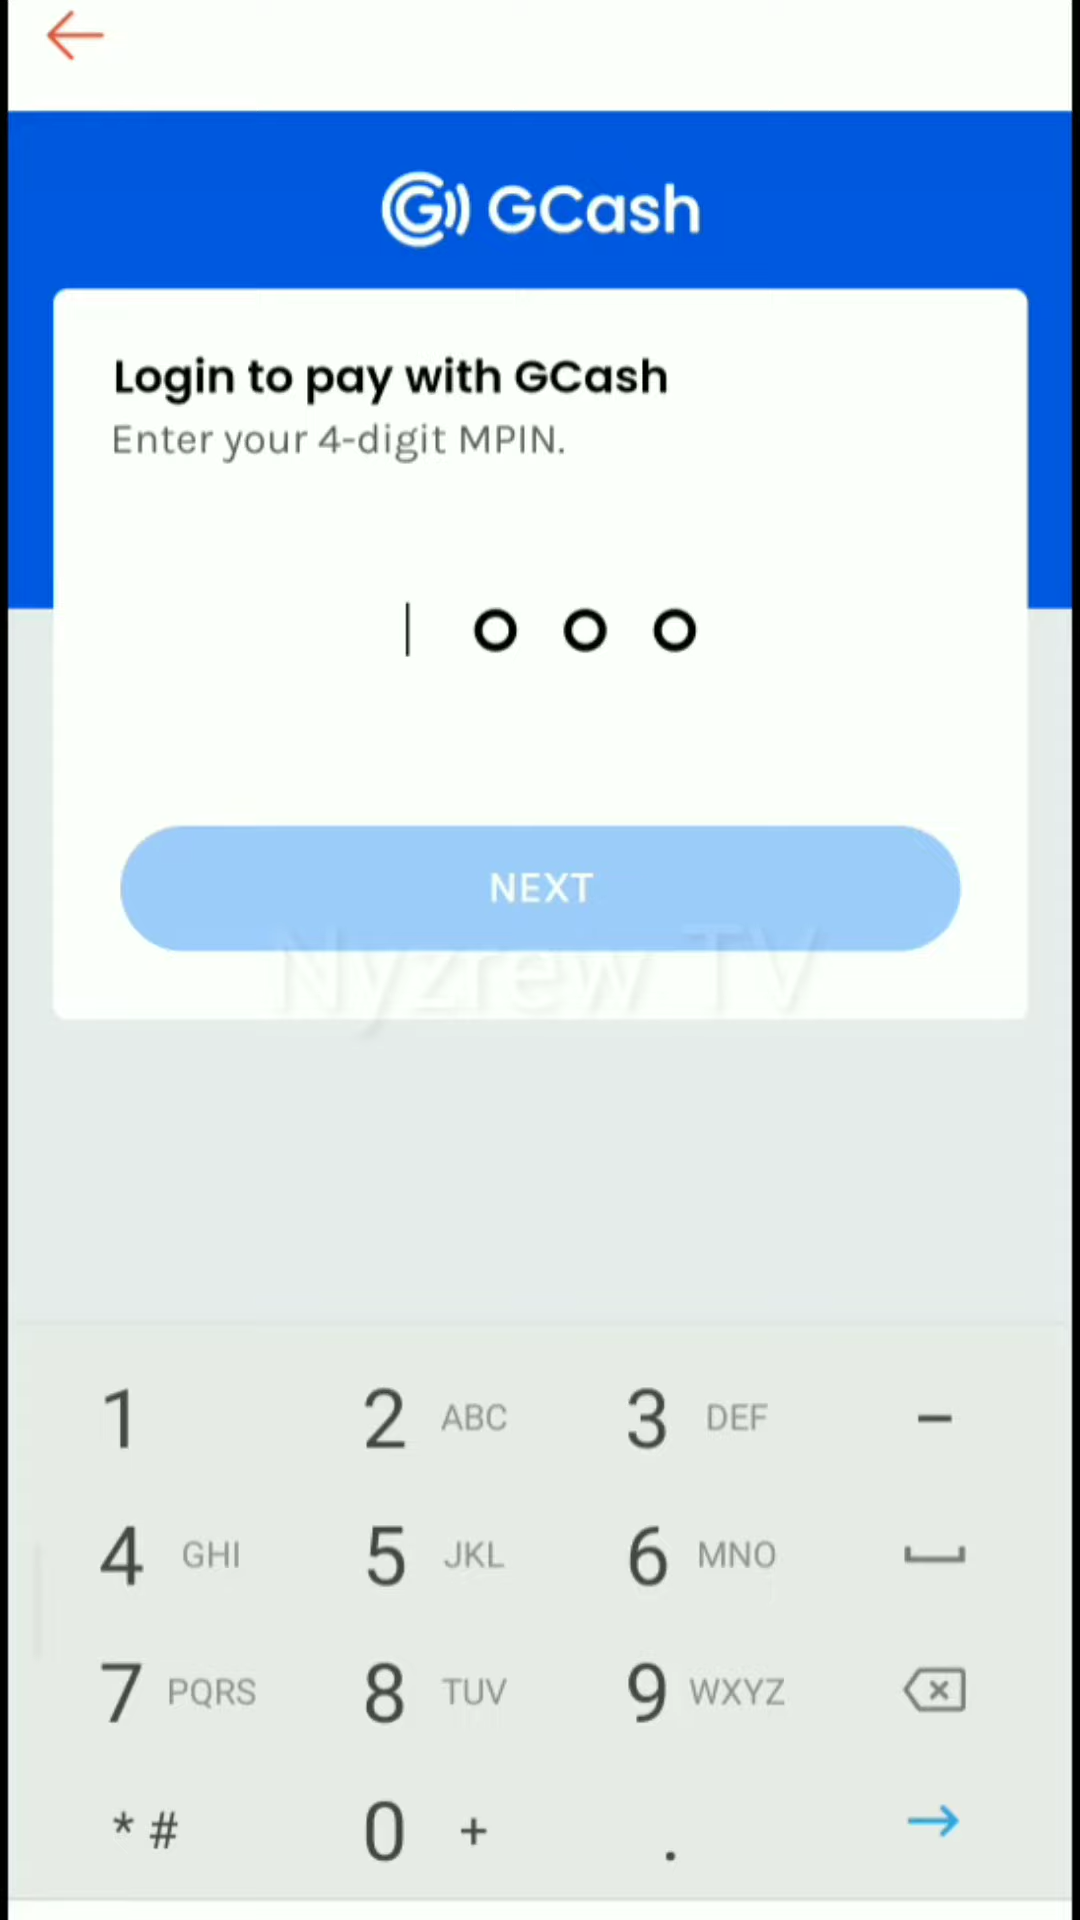 GCash
Login to pay with GCash
Enter your 4-digit MPIN.
NEXT
Nyzrew TV
1 2 ABC 3 DEF -
4 GHI 5 JKL 6 MNO
7 PQRS 8 TUV 9 WXYZ
* # 0 + .